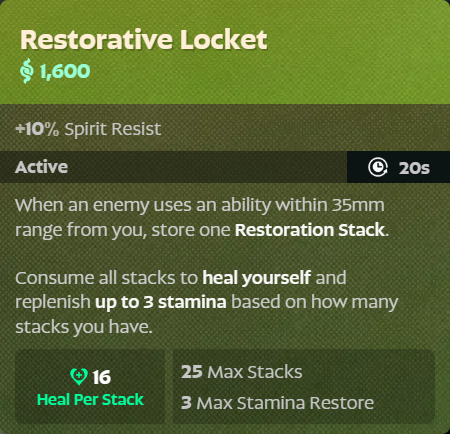 Restorative Locket
1,600
+10% Spirit Resist
Active 20s
When an enemy uses an ability within 35mm
range from you, store one Restoration Stack.
Consume all stacks to heal yourself and
replenish up to 3 stamina based on how many
stacks you have.
16
Heal Per Stack
25 Max Stacks
3 Max Stamina Restore